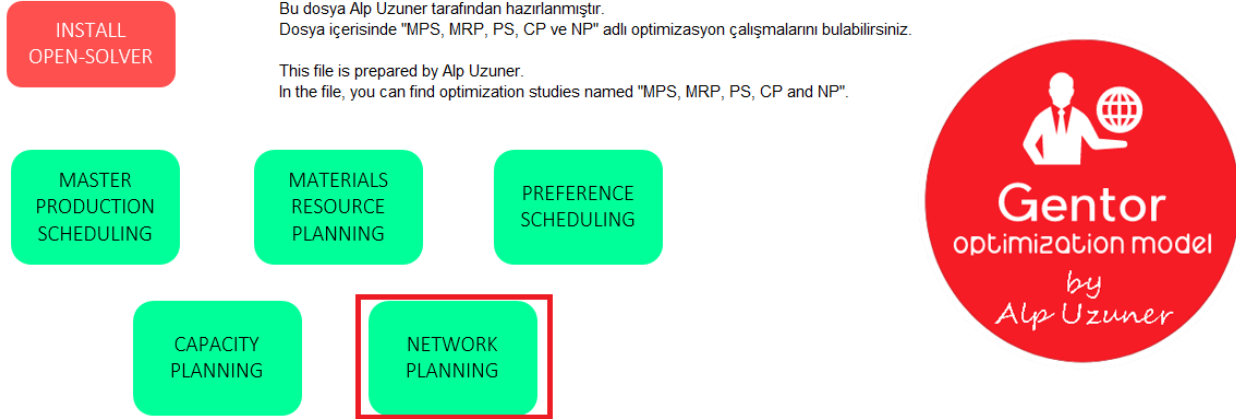 INSTALL
OPEN-SOLVER
Bu dosya Alp Uzuner tarafından hazırlanmıştır.
Dosya içerisinde "MPS, MRP, PS, CP ve NP" adlı optimizasyon çalışmalarını bulabilirsiniz.
This file is prepared by Alp Uzuner.
In the file, you can find optimization studies named "MPS, MRP, PS, CP and NP".
MASTER
PRODUCTION
SCHEDULING
MATERIALS
RESOURCE
PLANNING
PREFERENCE
SCHEDULING
CAPACITY
PLANNING
NETWORK
PLANNING
Gentor
optimization model
by
Alp Uzuner